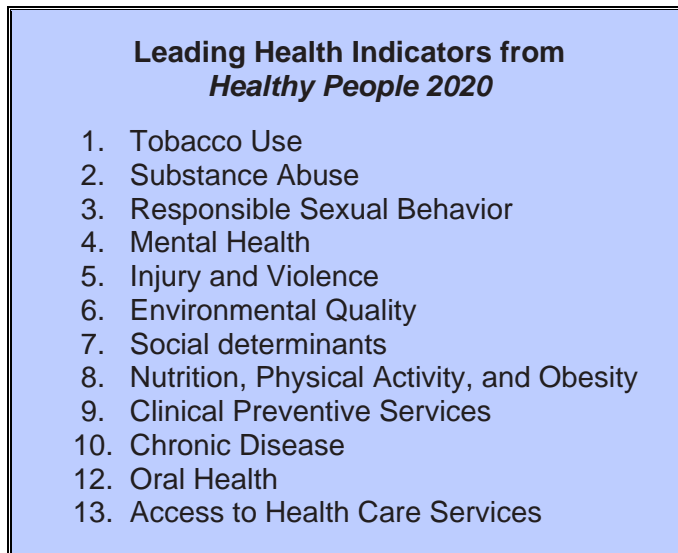 Leading Health Indicators from
Healthy People 2020
1. Tobacco Use
2. Substance Abuse
3. Responsible Sexual Behavior
4. Mental Health
5. Injury and Violence
6. Environmental Quality
7. Social determinants
8. Nutrition, Physical Activity, and Obesity
9. Clinical Preventive Services
10. Chronic Disease
12. Oral Health
13. Access to Health Care Services